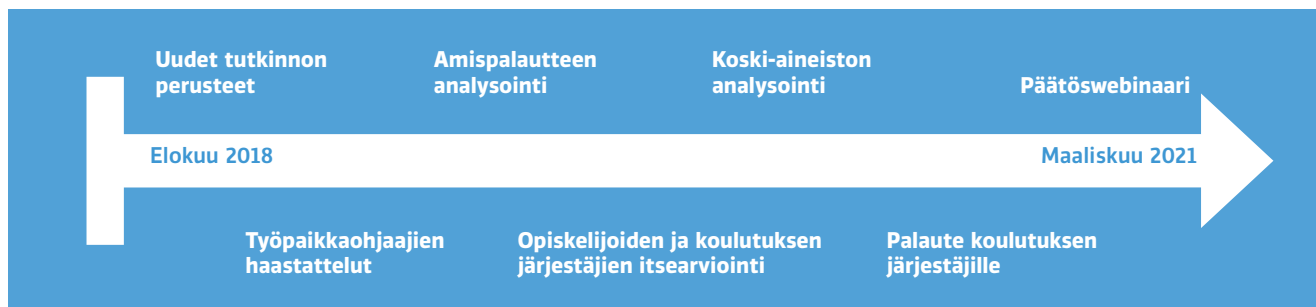 Uudet tutkinnon
perusteet
Amispalautteen
analysointi
Koski-aineiston
analysointi
Päätöswebinaari
Elokuu 2018
Maaliskuu 2021
Työpaikkaohjaajien
haastattelut
Opiskelijoiden ja koulutuksen
järjestäjien itsearviointi
Palaute koulutuksen
järjestäjille